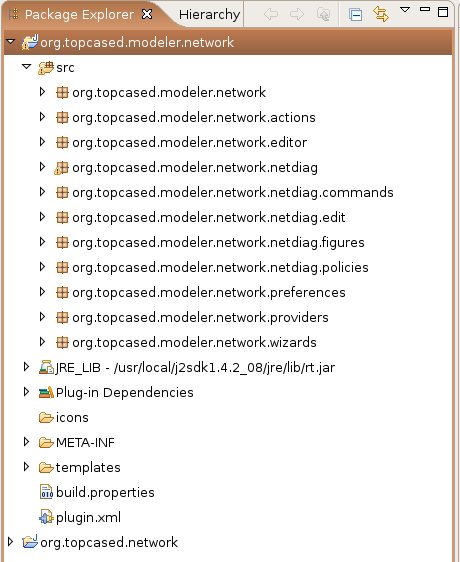 Package Explorer Hierarchy
org.topcased.modeler.network
src
org.topcased.modeler.network
org.topcased.modeler.network.actions
org.topcased.modeler.network.editor
org.topcased.modeler.network.netdiag
org.topcased.modeler.network.netdiag.commands
org.topcased.modeler.network.netdiag.edit
org.topcased.modeler.network.netdiag.figures
org.topcased.modeler.network.netdiag.policies
org.topcased.modeler.network.preferences
org.topcased.modeler.network.providers
org.topcased.modeler.network.wizards
JRE_LIB - /usr/local/j2sdk1.4.2_08/jre/lib/rt.jar
Plug-in Dependencies
icons
META-INF
templates
build.properties
plugin.xml
org.topcased.network